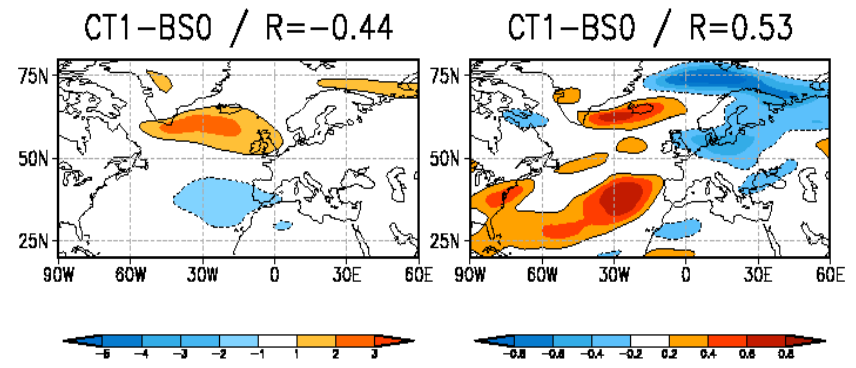 CT1-BS0 / R=-0.44
CT1-BS0 / R=0.53
75N
50N
25N
90W 60W 30W 0 30E 60E
75N
50N
25N
90W 60W 30W 0 30E 60E
-5 -4 -3 -2 -1 1 2 3
-0.8 -0.6 -0.4 -0.2 0.2 0.4 0.6 0.8